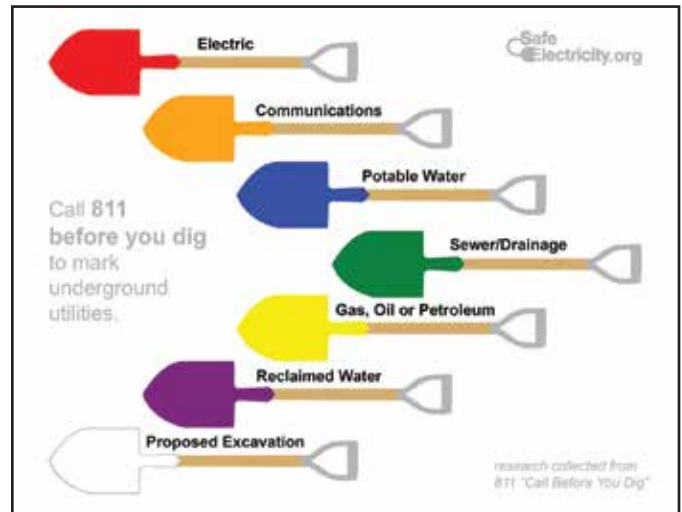 Electric
Safe
Electricity.org
Communications
Potable Water
Call 811
before you dig
to mark
underground
utilities.
Sewer/Drainage
Gas, Oil or Petroleum
Reclaimed Water
Proposed Excavation
research collected from
811 "Call Before You Dig"